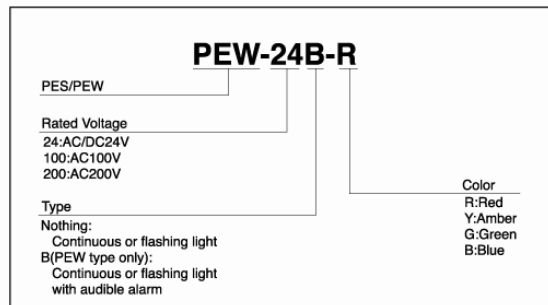 PEW-24B-R
PES/PEW
Rated Voltage
24:AC/DC24V
100:AC100V
200:AC200V
Type
Nothing:
Continuous or flashing light
B(PEW type only):
Continuous or flashing light
with audible alarm
Color
R:Red
Y:Amber
G:Green
B:Blue